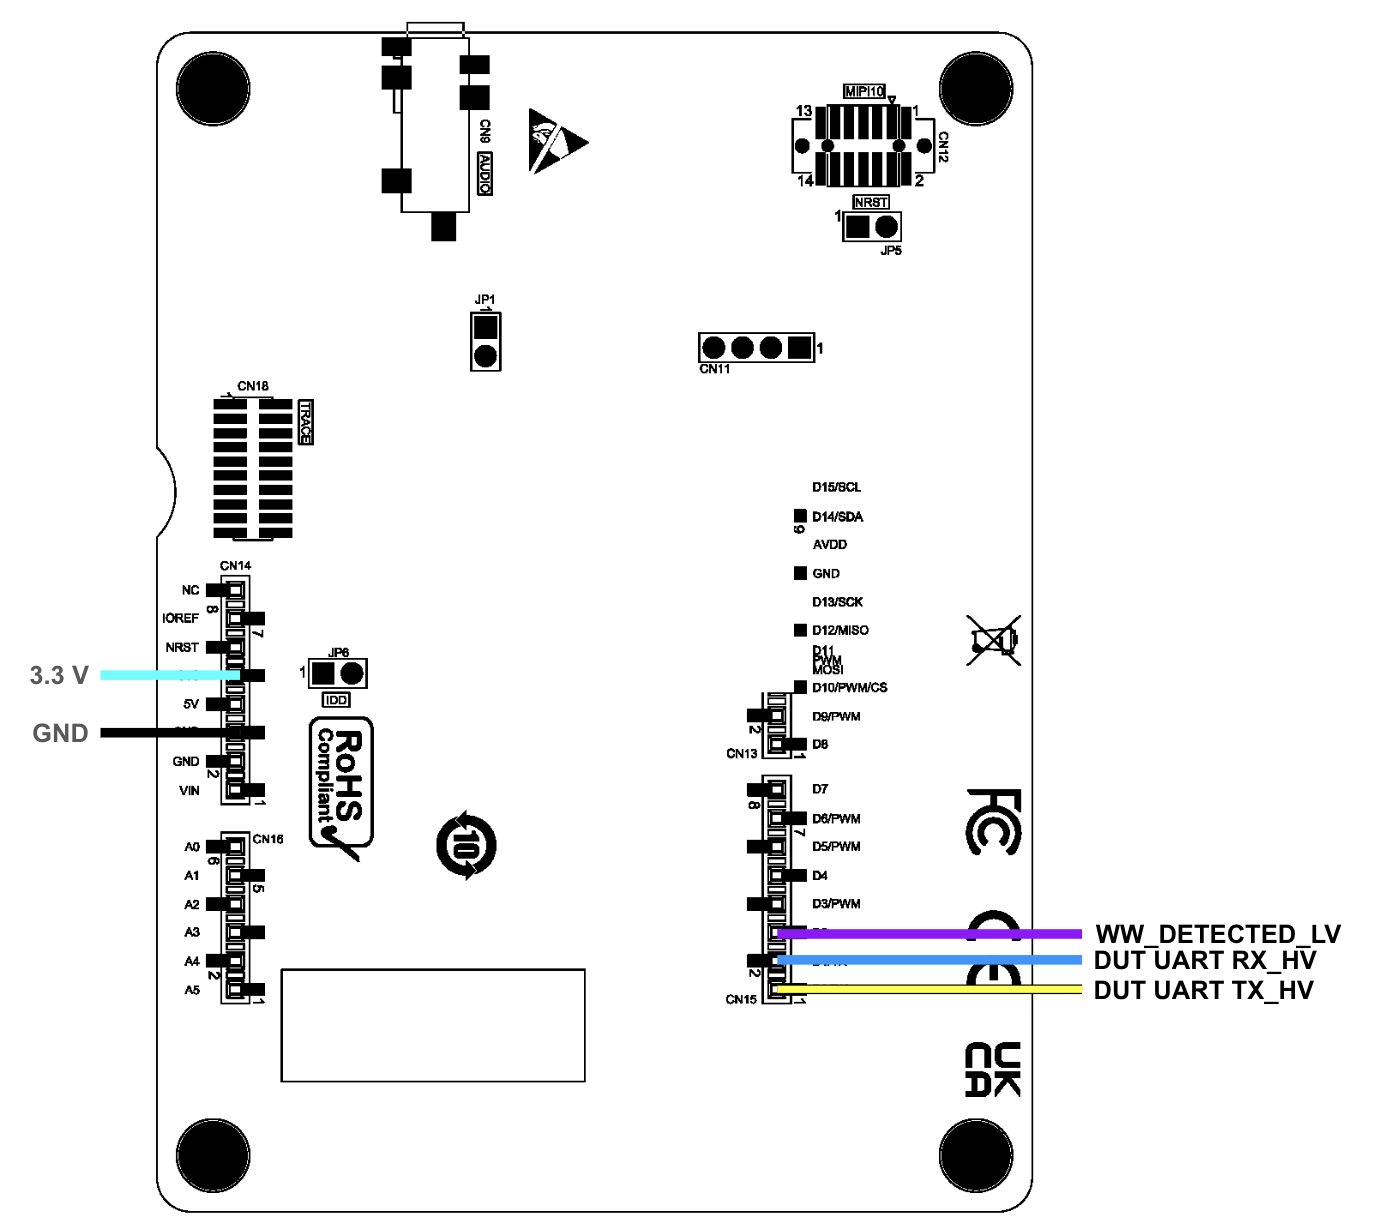 MIPI10
13
1
CN12
14
2
CN9
AUDIO
NRST
1
JP5
JP1
1
1
CN11
CN18
1
TRACE
D15/SCL
D14/SDA
9
AVDD
GND
D13/SCK
D12/MISO
D11
PWM
MOSI
D10/PWM/CS
D9/PWM
2
CN13
D8
1
CN14
NC
8
IOREF
7
NRST
3.3 V
5V
GND
GND
2
VIN
1
JP6
1
IDD
RoHS
Compliant
10
CN16
A0
6
A1
5
A2
A3
A4
2
A5
1
D7
8
D6/PWM
7
D5/PWM
D4
D3/PWM
WW_DETECTED_LV
DUT UART RX_HV
2
DUT UART TX_HV
CN15
1
FC
CE
UK
CA